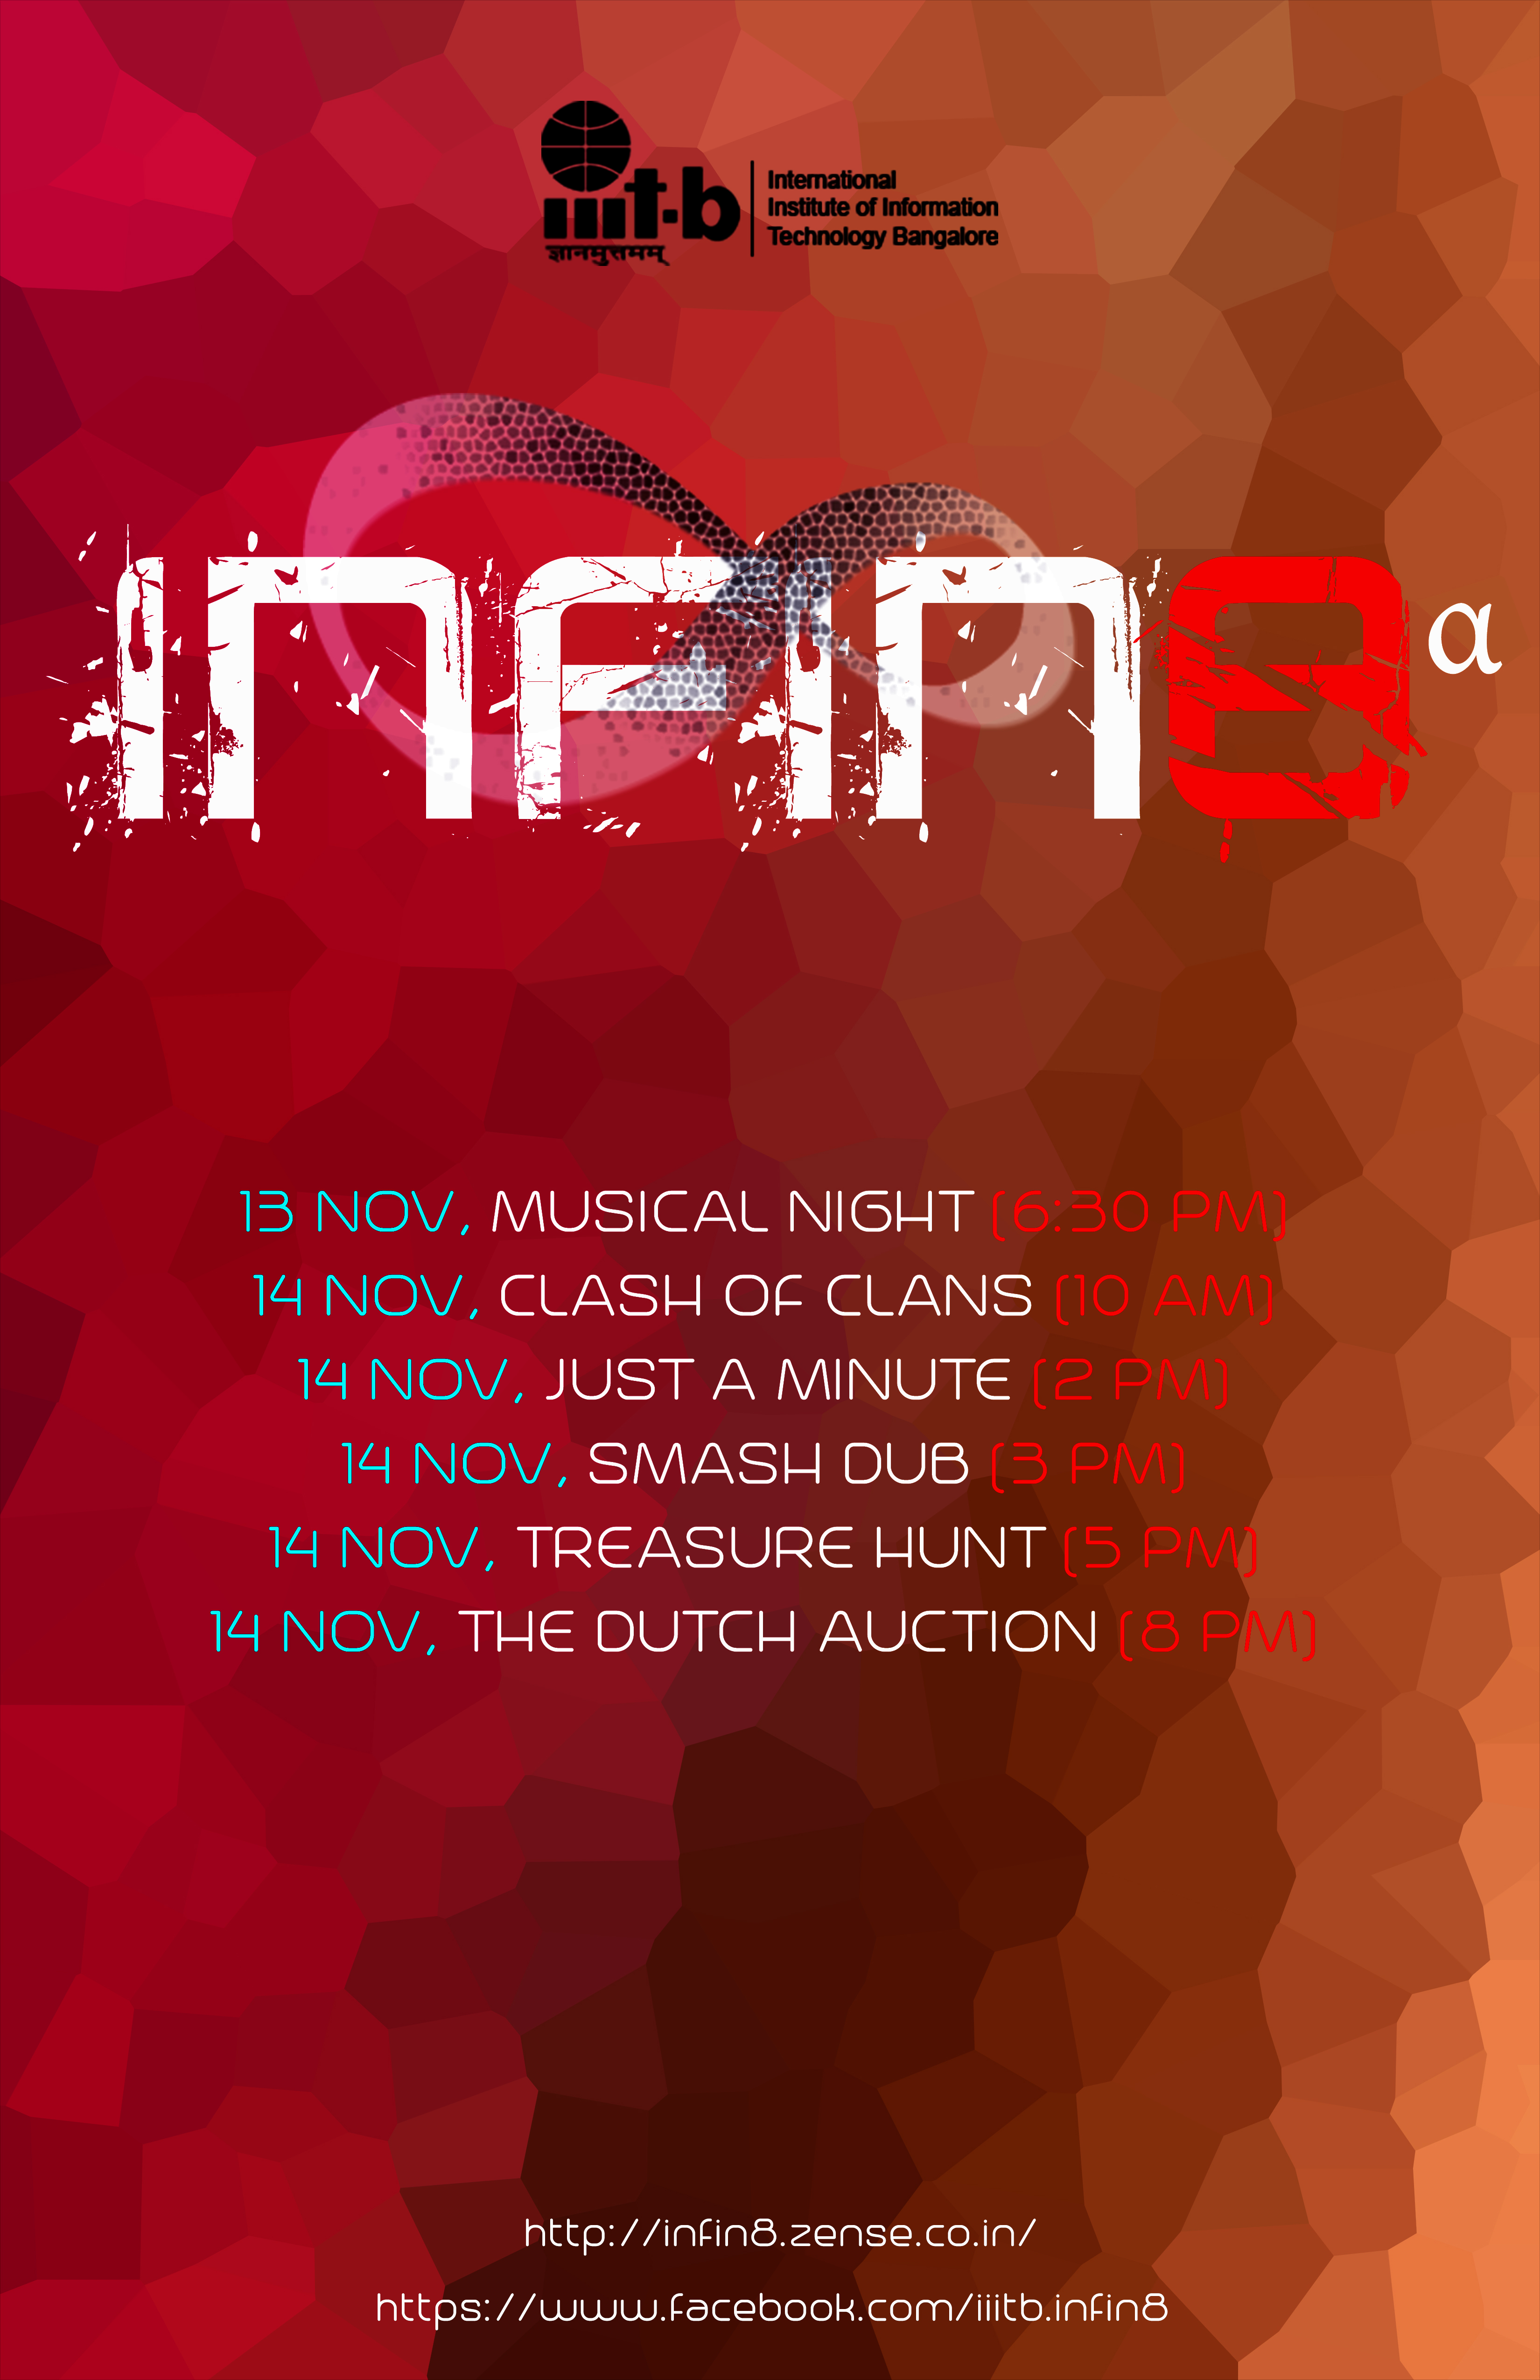 iiit-b
ज्ञानमुत्तमम्
International
Institute of Information
Technology Bangalore
INFIN8 α
13 NOV, MUSICAL NIGHT (6:30 PM)
14 NOV, CLASH OF CLANS (10 AM)
14 NOV, JUST A MINUTE (2 PM)
14 NOV, SMASH DUB (3 PM)
14 NOV, TREASURE HUNT (5 PM)
14 NOV, THE DUTCH AUCTION (8 PM)
http://infin8.zense.co.in/
https://www.facebook.com/iiitb.infin8